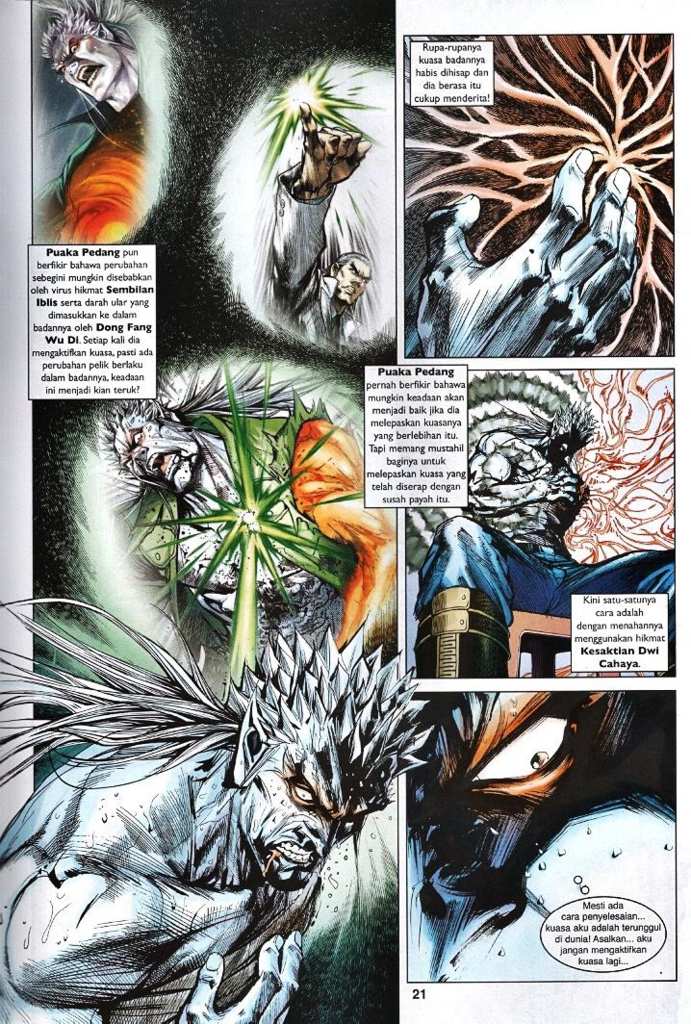 Rupa-rupanya
kuasa badannya
habis dihisap dan
dia berasa itu
cukup menderita!
Puaka Pedang pun
berfikir bahawa perubahan
sebegini mungkin disebabkan
oleh virus hikmat Sembilan
Iblis serta darah ular yang
dimasukkan ke dalam
badannya oleh Dong Fang
Wu Di. Setiap kali dia
mengaktifkan kuasa, pasti ada
perubahan pelik berlaku
dalam badannya, keadaan
ini menjadi kian teruk?
Puaka Pedang
pernah berfikir bahawa
mungkin keadaan akan
menjadi baik jika dia
melepaskan kuasanya
yang berlebihan itu.
Tapi memang mustahil
baginya untuk
melepaskan kuasa yang
telah diserap dengan
susah payah itu.
Kini satu-satunya
cara adalah
dengan menahannya
menggunakan hikmat
Kesaktian Dwi
Cahaya.
Mesti ada
cara penyelesaian...
kuasa aku adalah terunggul
di dunia! Asalkan... aku
jangan mengaktifkan
kuasa lagi...
21